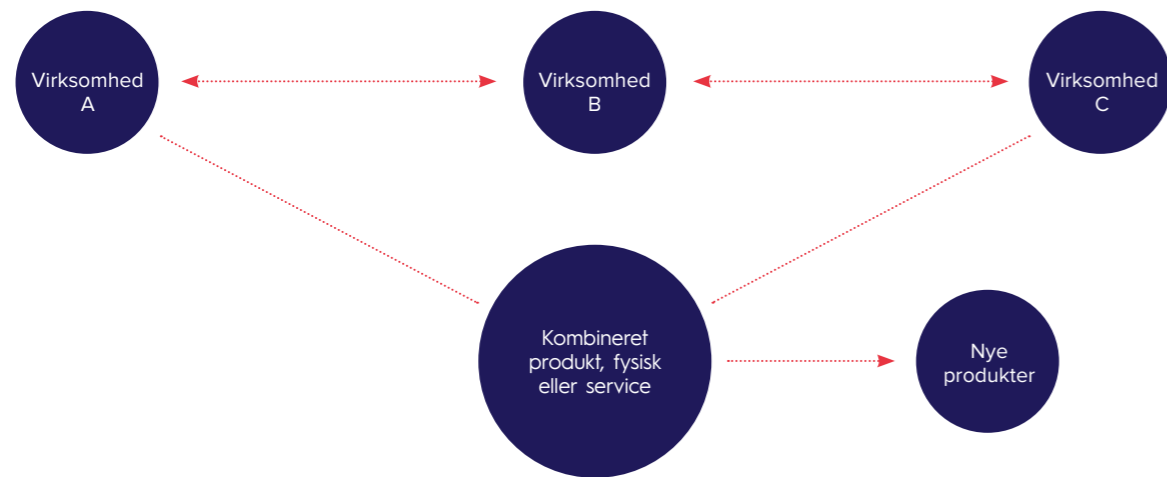 Virksomhed
A
Virksomhed
B
Virksomhed
C
Kombineret
produkt, fysisk
eller service
Nye
produkter